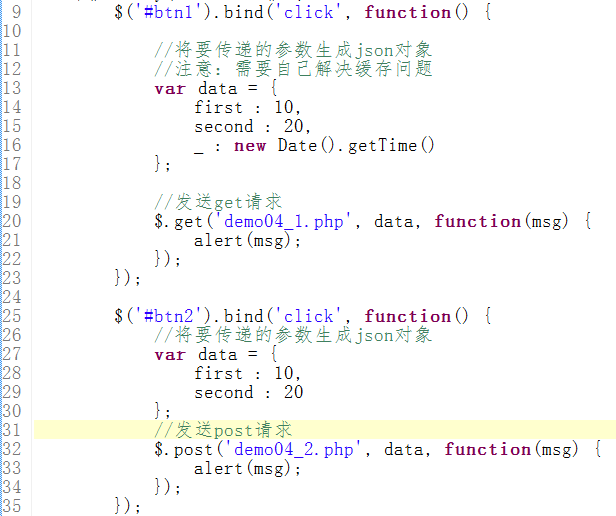 9 $('#btn1').bind('click', function() {
10
11 //将要传递的参数生成json对象
12 //注意：需要自己解决缓存问题
13 var data = {
14 first : 10,
15 second : 20,
16 _ : new Date().getTime()
17 };
18
19 //发送get请求
20 $.get('demo04_1.php', data, function(msg) {
21 alert(msg);
22 });
23 });
24
25 $('#btn2').bind('click', function() {
26 //将要传递的参数生成json对象
27 var data = {
28 first : 10,
29 second : 20
30 };
31 //发送post请求
32 $.post('demo04_2.php', data, function(msg) {
33 alert(msg);
34 });
35 });